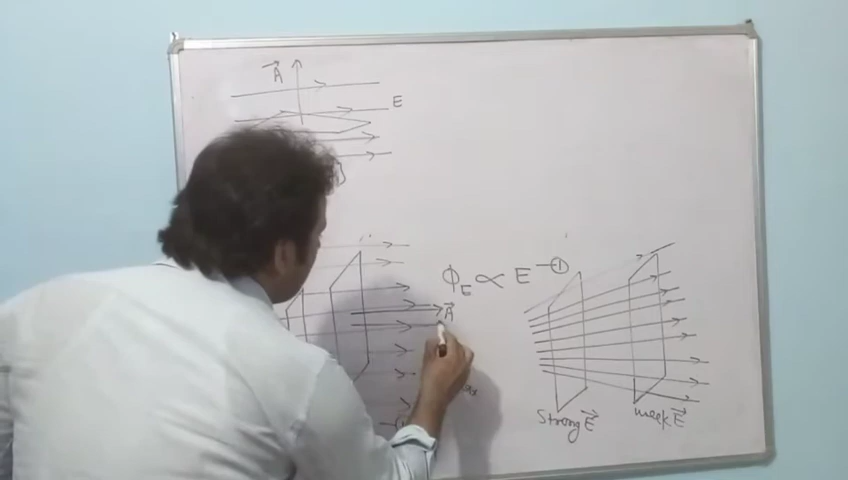 A⃗
E
ϕ_E ∝ E —①
A⃗
Strong E⃗
weak E⃗